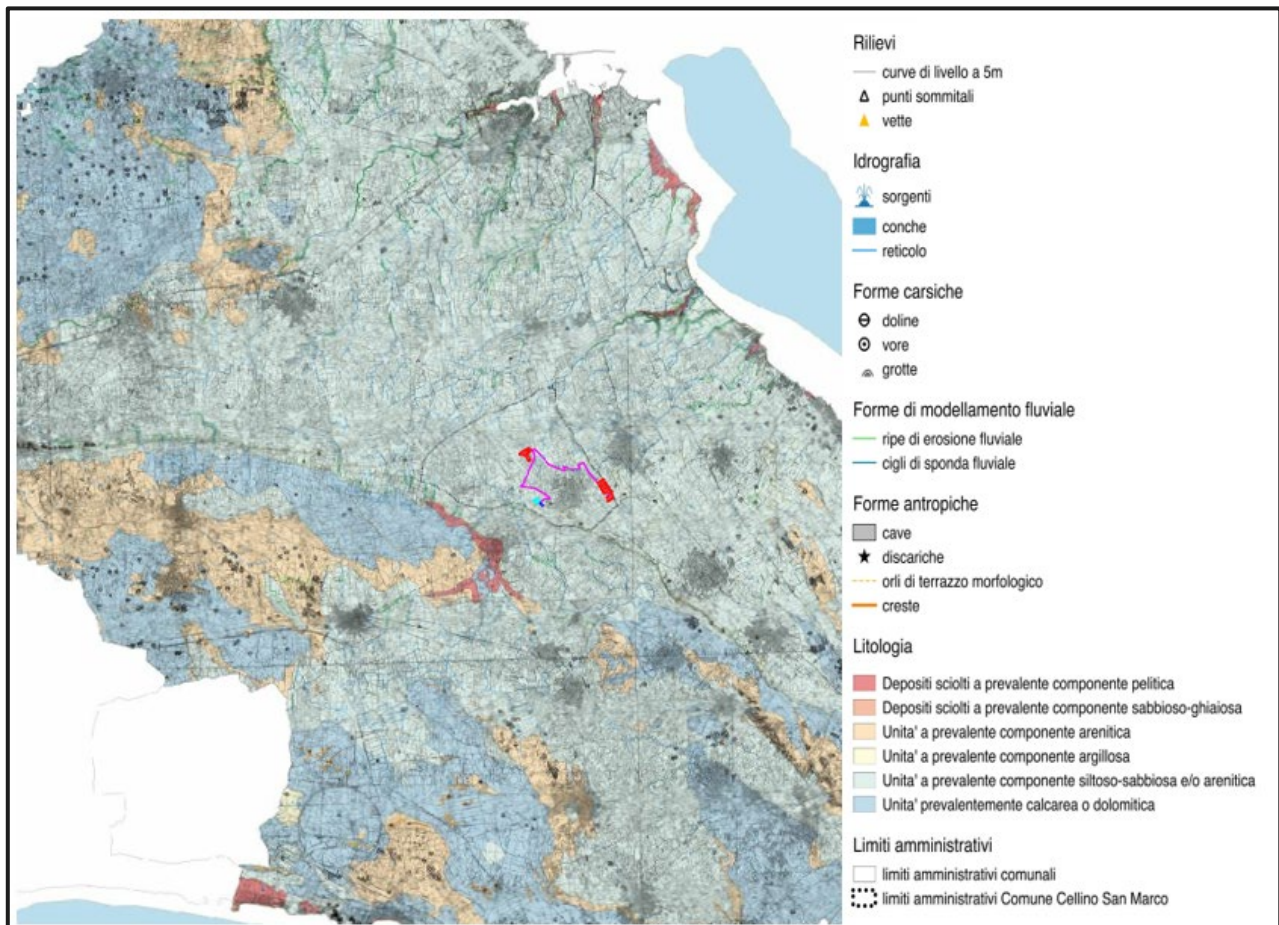 Rilievi
curve di livello a 5m
punti sommitali
vette
Idrografia
sorgenti
conche
reticolo
Forme carsiche
doline
vore
grotte
Forme di modellamento fluviale
ripe di erosione fluviale
cigli di sponda fluviale
Forme antropiche
cave
discariche
orli di terrazzo morfologico
creste
Litologia
Depositi sciolti a prevalente componente pelitica
Depositi sciolti a prevalente componente sabbioso-ghiaiosa
Unita' a prevalente componente arenitica
Unita' a prevalente componente argillosa
Unita' a prevalente componente siltoso-sabbiosa e/o arenitica
Unita' prevalentemente calcarea o dolomitica
Limiti amministrativi
limiti amministrativi comunali
limiti amministrativi Comune Cellino San Marco